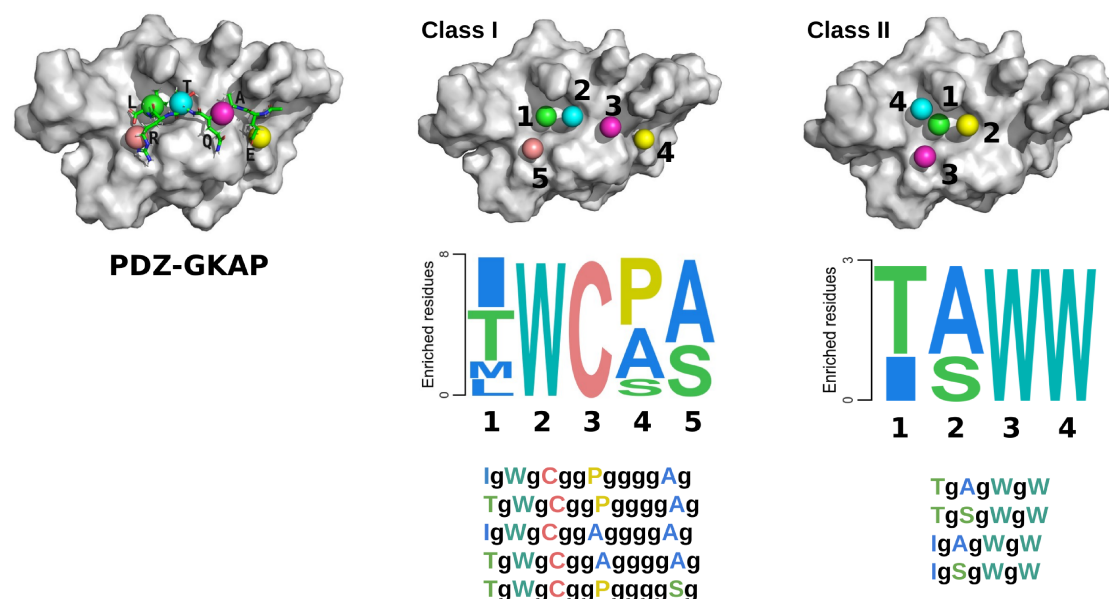 L
T
A
R
Q
E
PDZ-GKAP
Class I
1
2
3
4
5
Enriched residues
8
0
I
T
M
L
W
C
P
A
S
A
S
1 2 3 4 5
IgWgCggPggggAg
TgWgCggPggggAg
IgWgCggAggggAg
TgWgCggAggggAg
TgWgCggPggggSg
Class II
4
1
2
3
Enriched residues
3
0
T
I
A
S
W
W
1 2 3 4
TgAgWgW
TgSgWgW
IgAgWgW
IgSgWgW